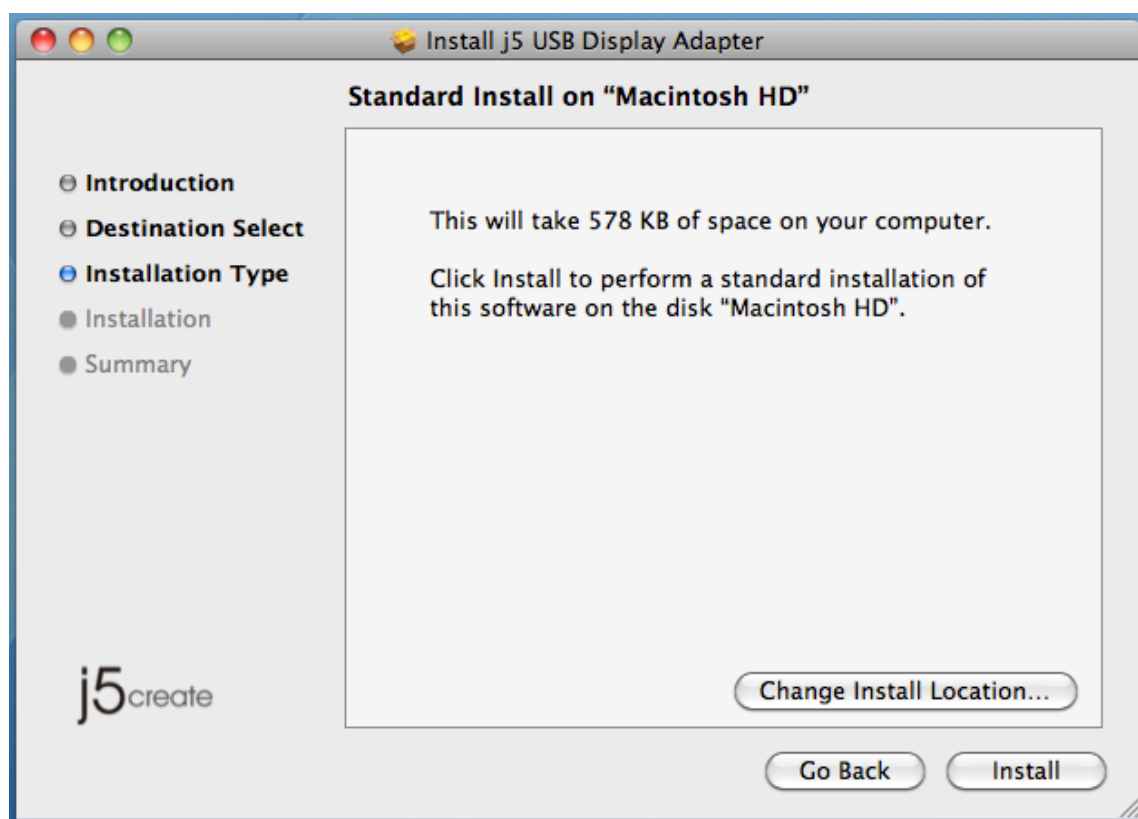 Install j5 USB Display Adapter
Standard Install on “Macintosh HD”
Introduction
Destination Select
Installation Type
Installation
Summary
This will take 578 KB of space on your computer.
Click Install to perform a standard installation of
this software on the disk “Macintosh HD”.
Change Install Location...
j5create
Go Back
Install